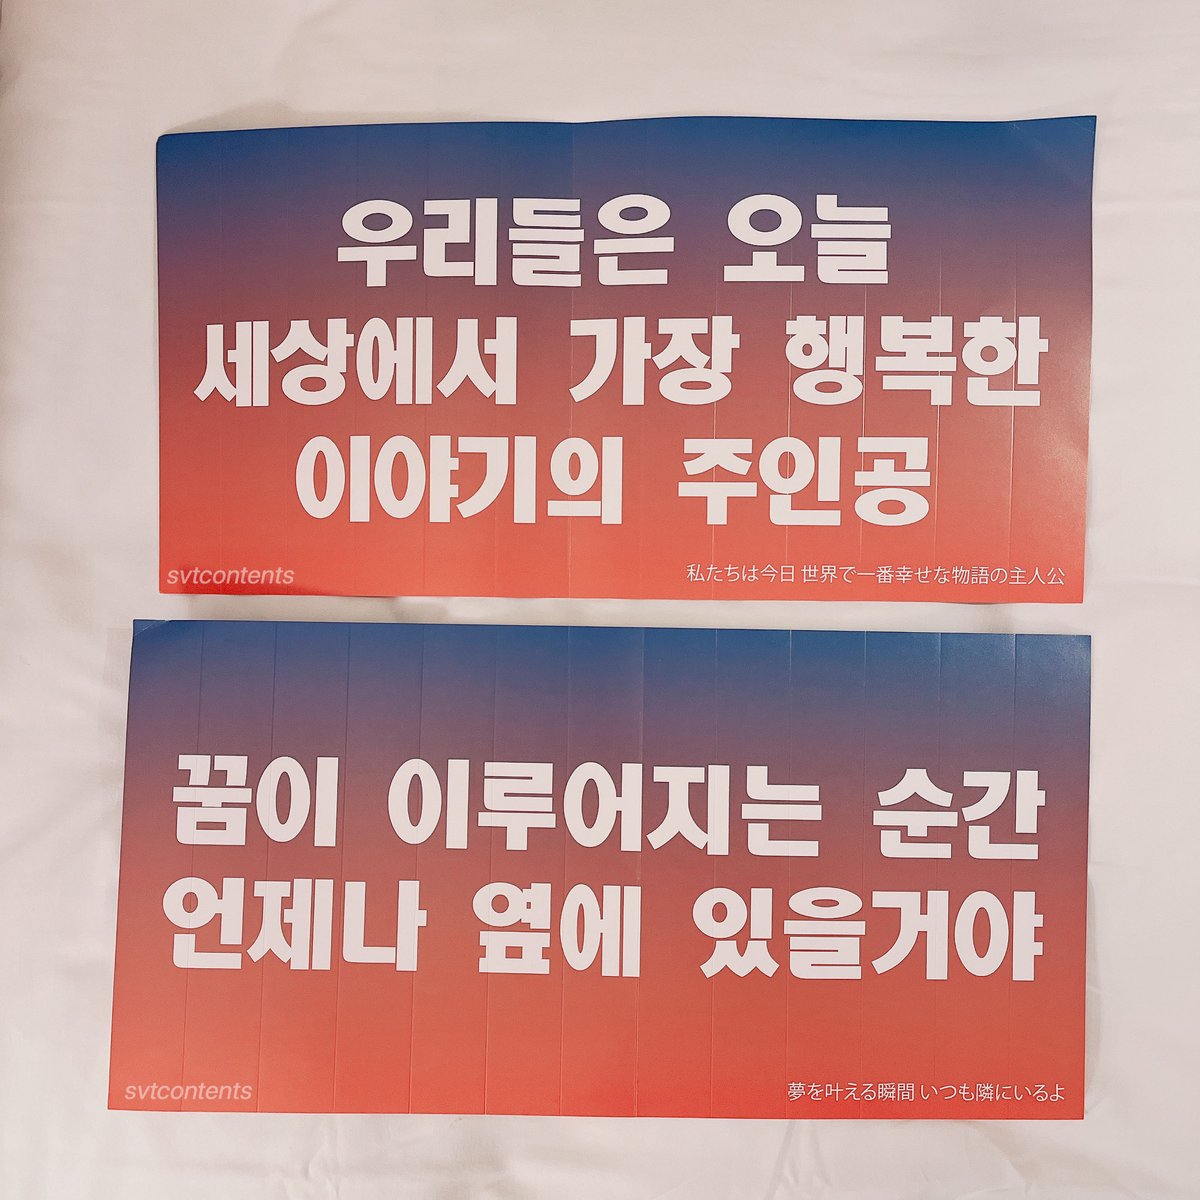 우리들은 오늘
세상에서 가장 행복한
이야기의 주인공
svtcontents
私たちは今日 世界で一番幸せな物語の主人公
꿈이 이루어지는 순간
언제나 옆에 있을거야
svtcontents
夢を叶える瞬間 いつも隣にいるよ